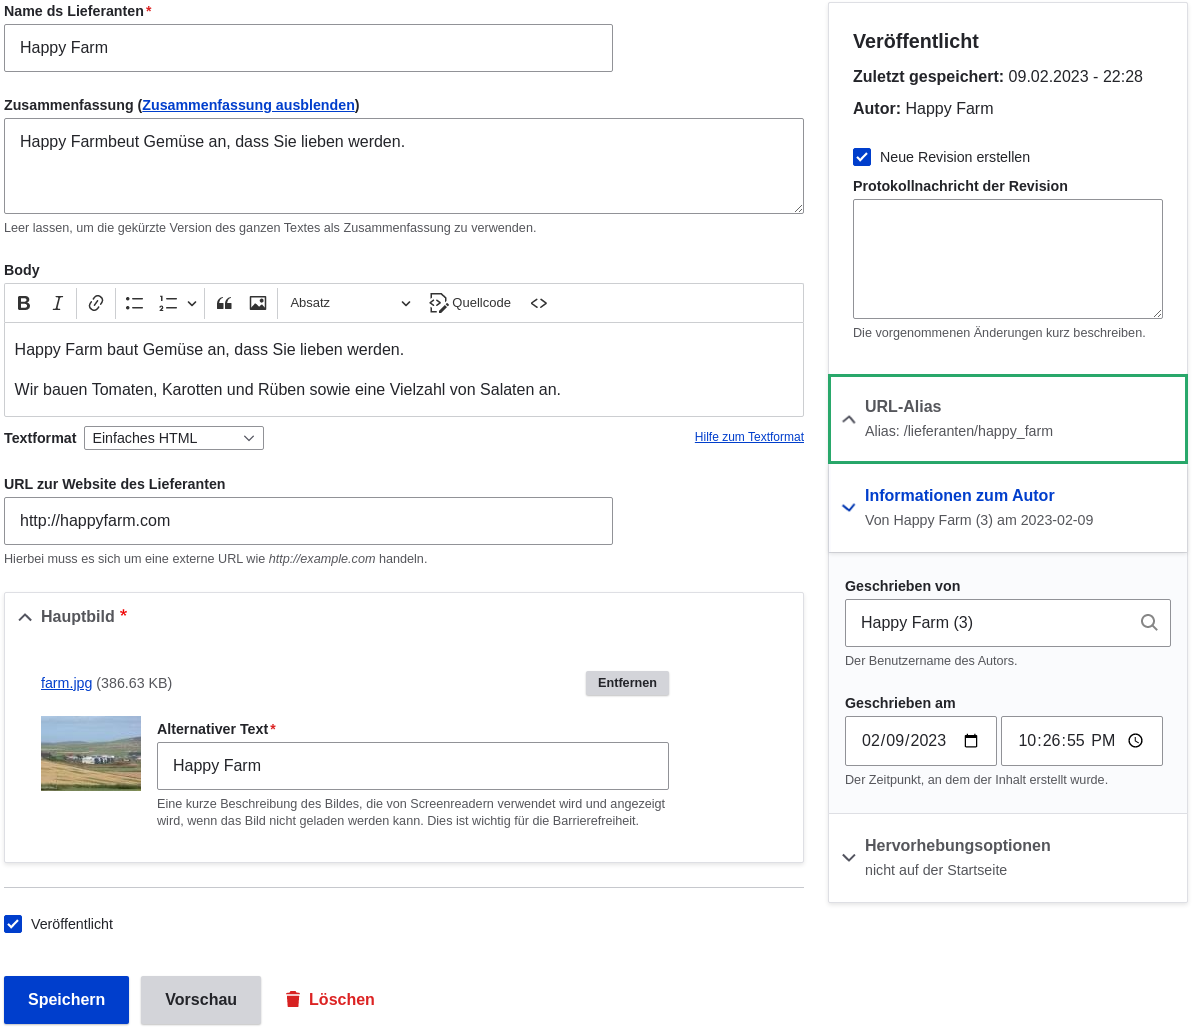 Name ds Lieferanten*
Happy Farm
Zusammenfassung (Zusammenfassung ausblenden)
Happy Farmbeut Gemüse an, dass Sie lieben werden.
Leer lassen, um die gekürzte Version des ganzen Textes als Zusammenfassung zu verwenden.
Body
B I Absatz Quellcode
Happy Farm baut Gemüse an, dass Sie lieben werden.
Wir bauen Tomaten, Karotten und Rüben sowie eine Vielzahl von Salaten an.
Textformat Einfaches HTML Hilfe zum Textformat
URL zur Website des Lieferanten
http://happyfarm.com
Hierbei muss es sich um eine externe URL wie http://example.com handeln.
Hauptbild *
farm.jpg (386.63 KB) Entfernen
Alternativer Text*
Happy Farm
Eine kurze Beschreibung des Bildes, die von Screenreadern verwendet wird und angezeigt
wird, wenn das Bild nicht geladen werden kann. Dies ist wichtig für die Barrierefreiheit.
Veröffentlicht
Speichern Vorschau Löschen
Veröffentlicht
Zuletzt gespeichert: 09.02.2023 - 22:28
Autor: Happy Farm
Neue Revision erstellen
Protokollnachricht der Revision
Die vorgenommenen Änderungen kurz beschreiben.
URL-Alias
Alias: /lieferanten/happy_farm
Informationen zum Autor
Von Happy Farm (3) am 2023-02-09
Geschrieben von
Happy Farm (3)
Der Benutzername des Autors.
Geschrieben am
02/09/2023 10:26:55 PM
Der Zeitpunkt, an dem der Inhalt erstellt wurde.
Hervorhebungsoptionen
nicht auf der Startseite